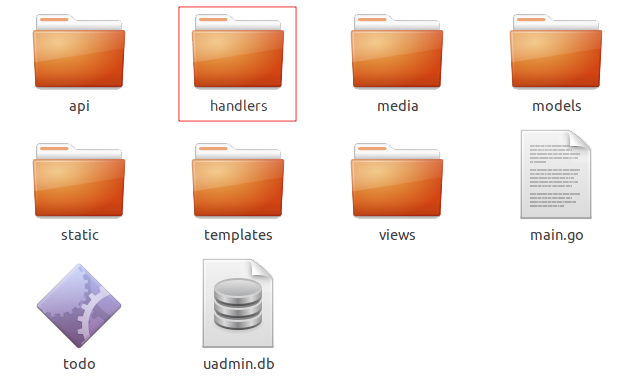 api
handlers
media
models
static
templates
views
main.go
todo
uadmin.db